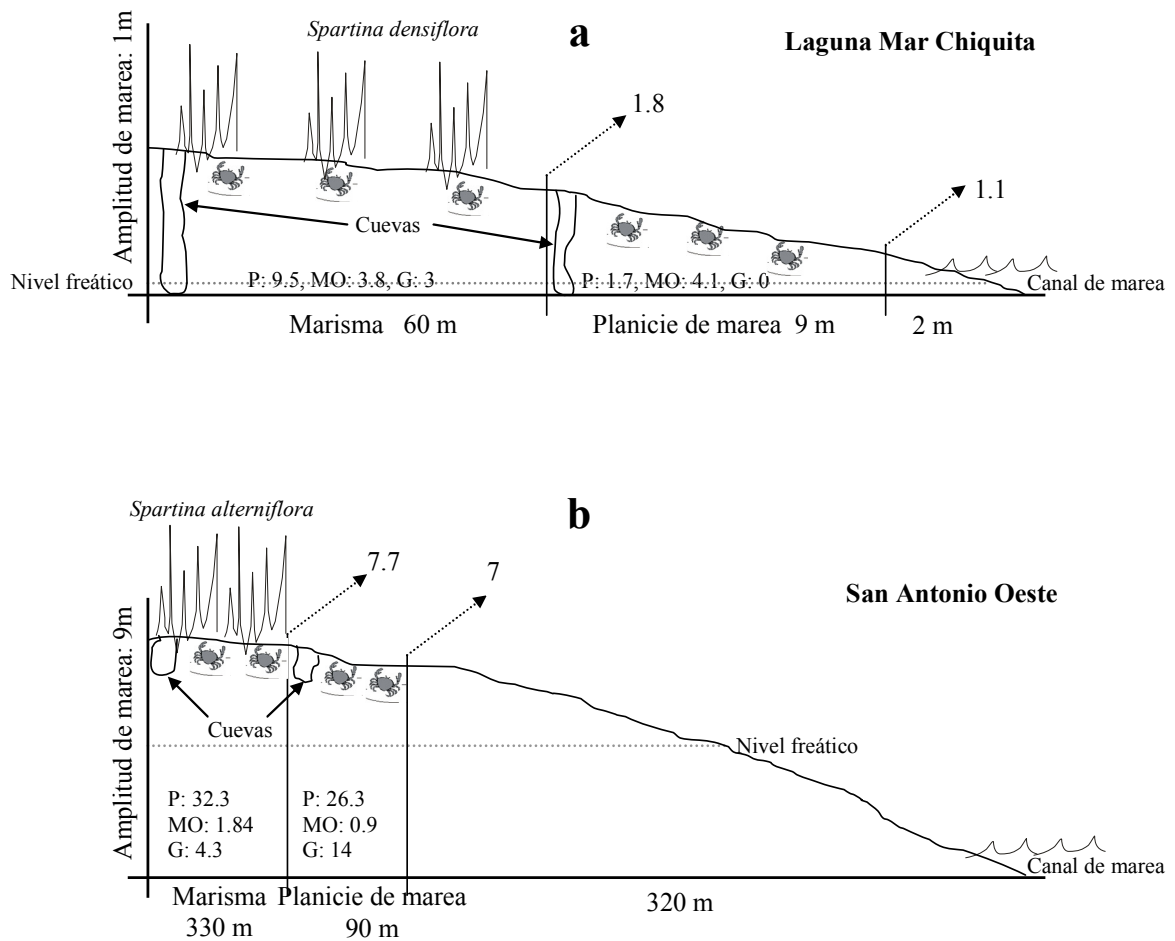 Spartina densiflora
a
Laguna Mar Chiquita
Amplitud de marea: 1m
1.8
1.1
Cuevas
Nivel freático
P: 9.5, MO: 3.8, G: 3
P: 1.7, MO: 4.1, G: 0
Canal de marea
Marisma 60 m
Planicie de marea 9 m
2 m
Spartina alterniflora
b
San Antonio Oeste
Amplitud de marea: 9m
7.7
7
Cuevas
Nivel freático
P: 32.3
MO: 1.84
G: 4.3
P: 26.3
MO: 0.9
G: 14
Canal de marea
Marisma
330 m
Planicie de marea
90 m
320 m